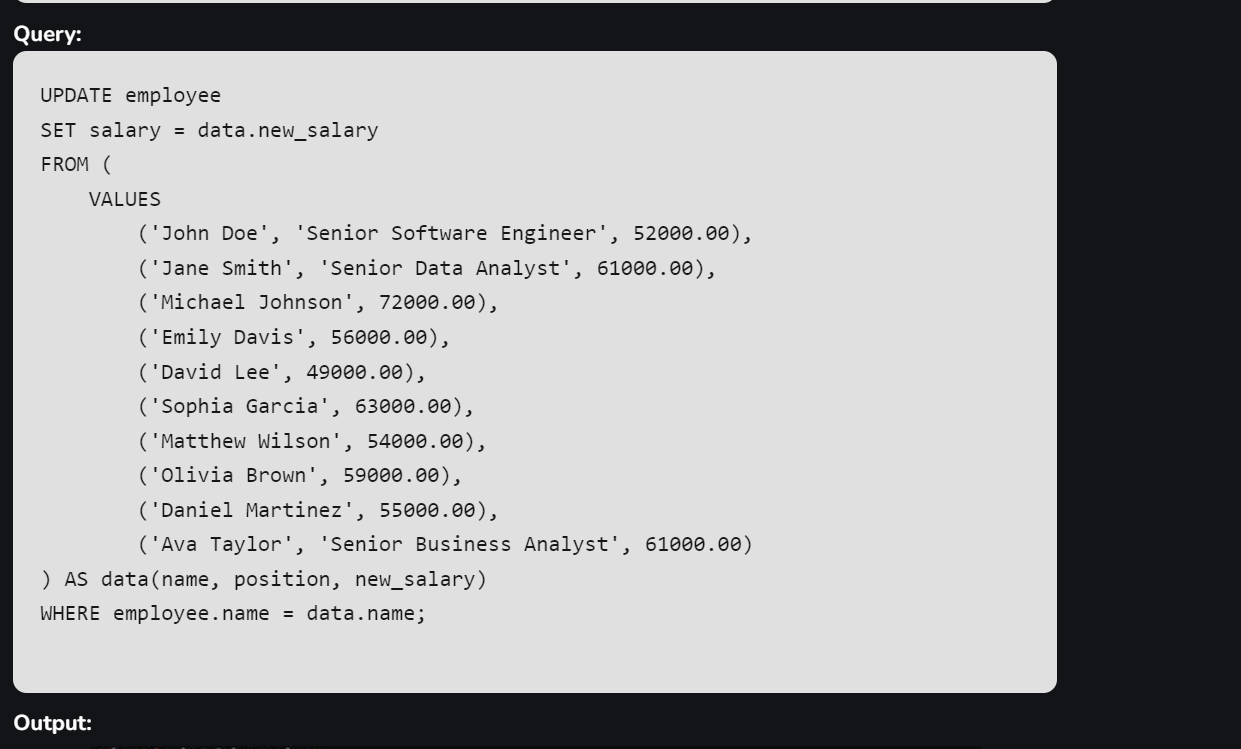 Query:
UPDATE employee
SET salary = data.new_salary
FROM (
    VALUES
        ('John Doe', 'Senior Software Engineer', 52000.00),
        ('Jane Smith', 'Senior Data Analyst', 61000.00),
        ('Michael Johnson', 72000.00),
        ('Emily Davis', 56000.00),
        ('David Lee', 49000.00),
        ('Sophia Garcia', 63000.00),
        ('Matthew Wilson', 54000.00),
        ('Olivia Brown', 59000.00),
        ('Daniel Martinez', 55000.00),
        ('Ava Taylor', 'Senior Business Analyst', 61000.00)
) AS data(name, position, new_salary)
WHERE employee.name = data.name;
Output: